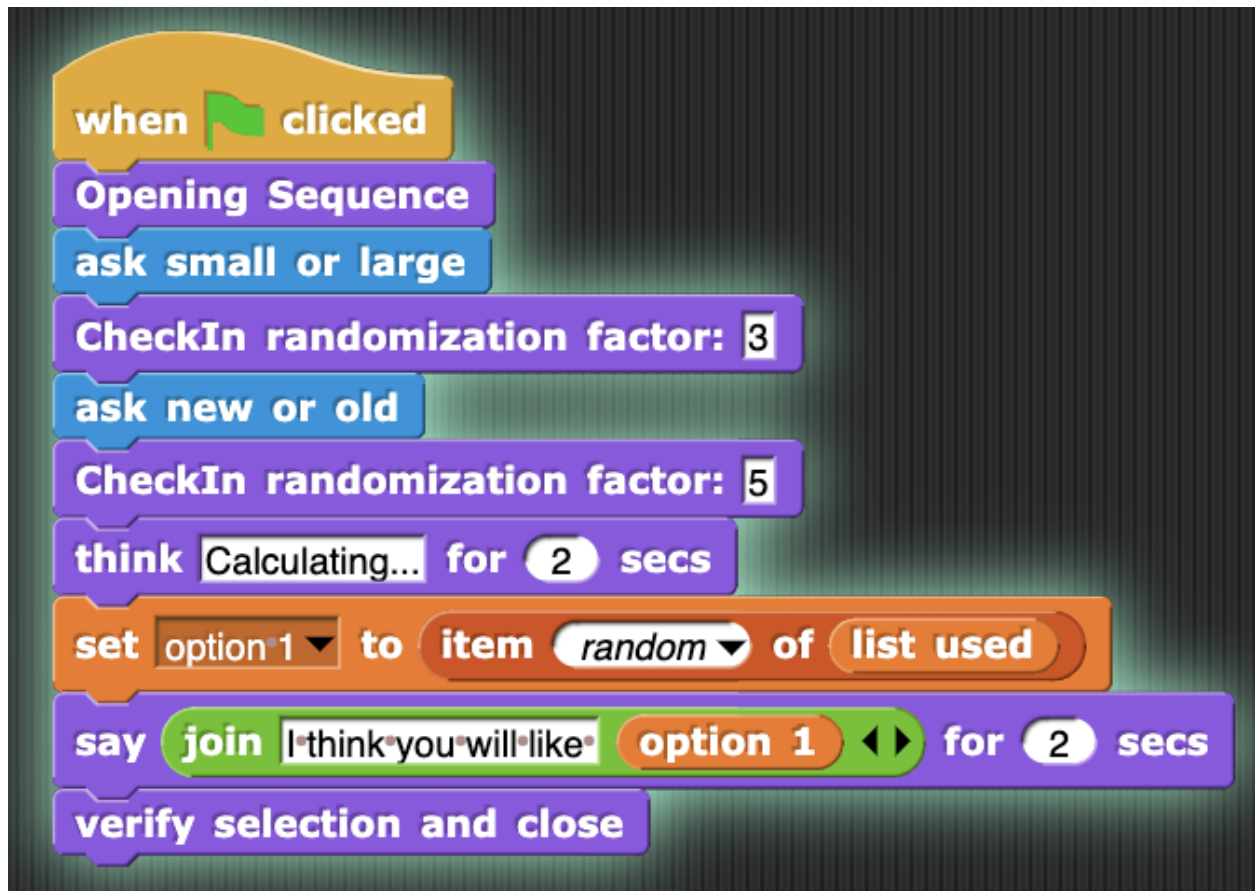 when clicked
Opening Sequence
ask small or large
CheckIn randomization factor: 3
ask new or old
CheckIn randomization factor: 5
think Calculating... for 2 secs
set option 1 to item random of list used
say join I think you will like option 1 for 2 secs
verify selection and close